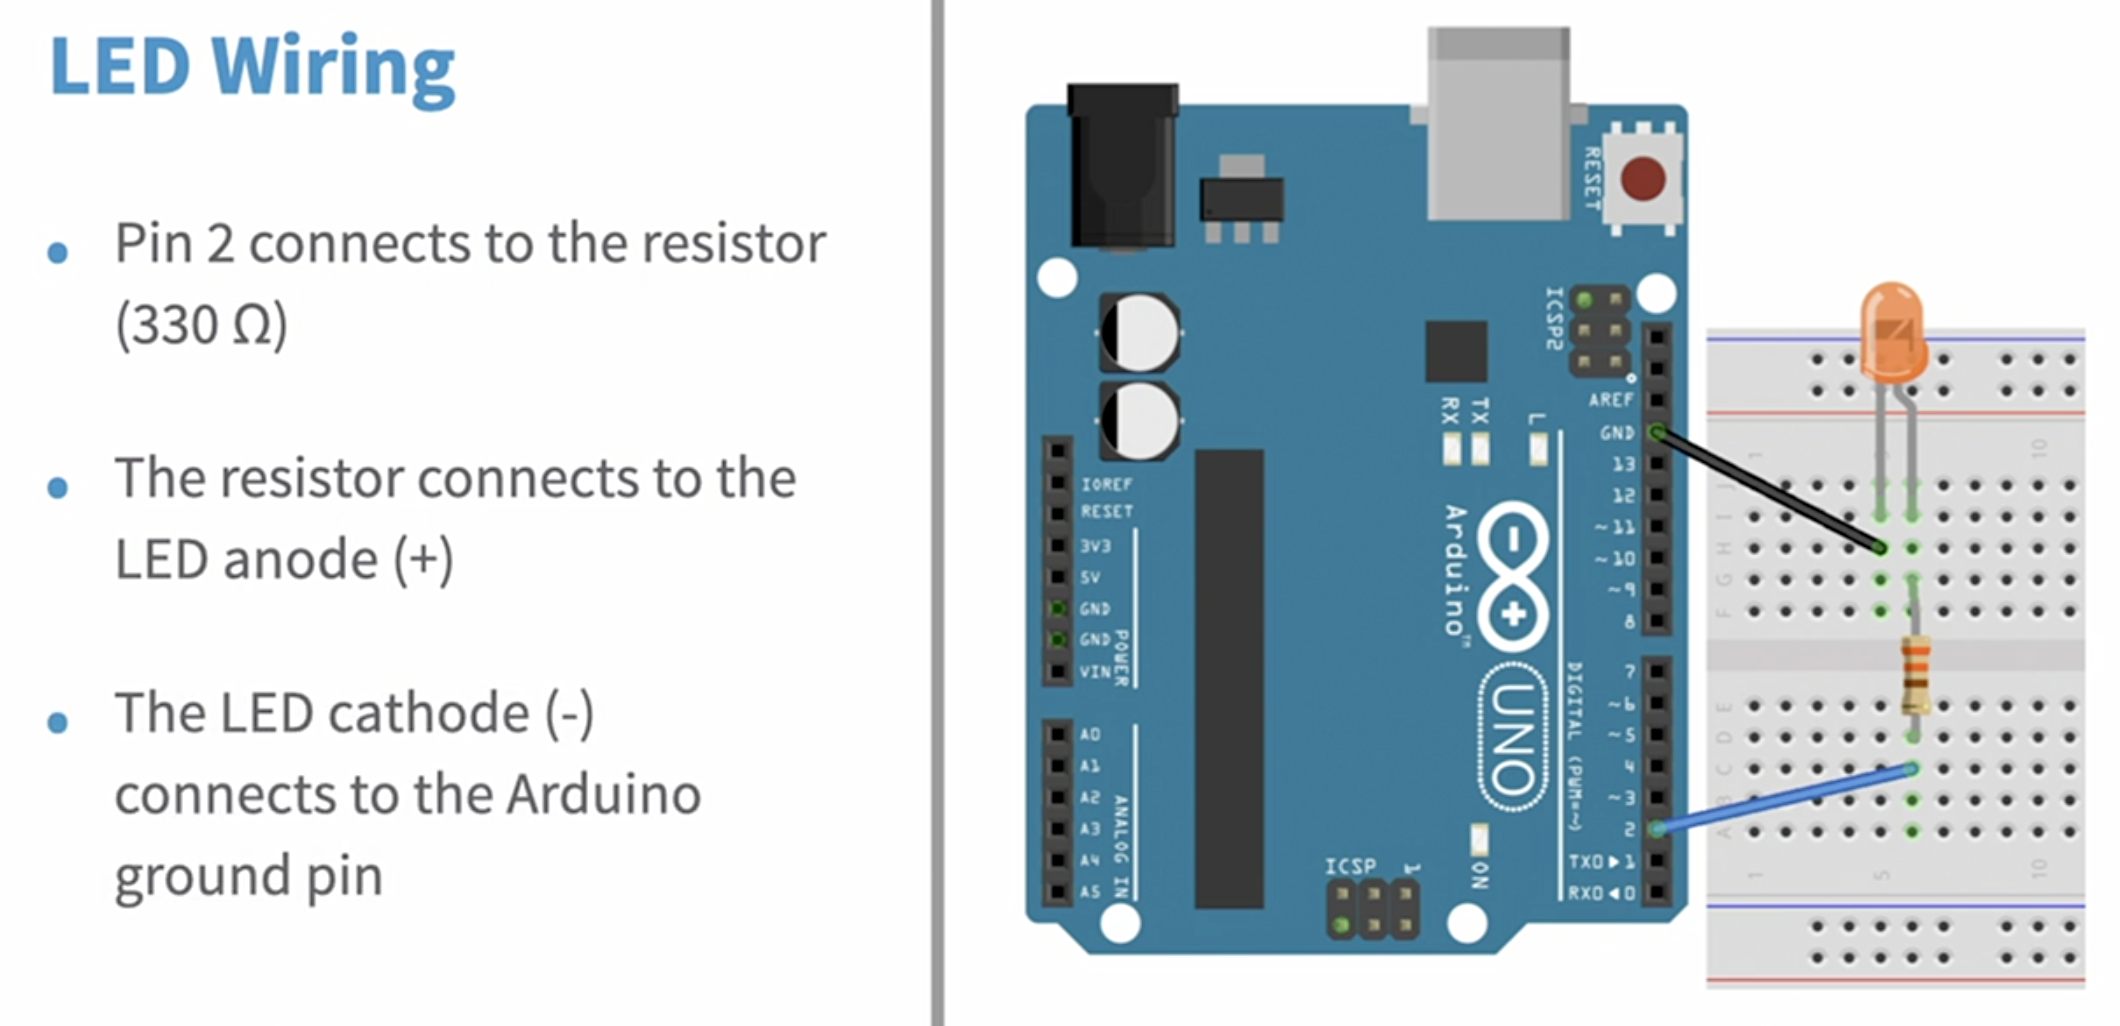 LED Wiring
Pin 2 connects to the resistor
(330 Ω)
The resistor connects to the
LED anode (+)
The LED cathode (-)
connects to the Arduino
ground pin
RESET
ICSP2
AREF
GND
13
12
~11
~10
~9
8
7
~6
~5
4
~3
2
TX0▶1
RX0◀0
RX
TX
L
Arduino™
UNO
DIGITAL (PWM=~)
IOREF
RESET
3V3
5V
GND
GND
VIN
POWER
A0
A1
A2
A3
A4
A5
ANALOG IN
ICSP
1
ON
1
10
J
I
H
G
F
E
D
C
B
A
1
5
10